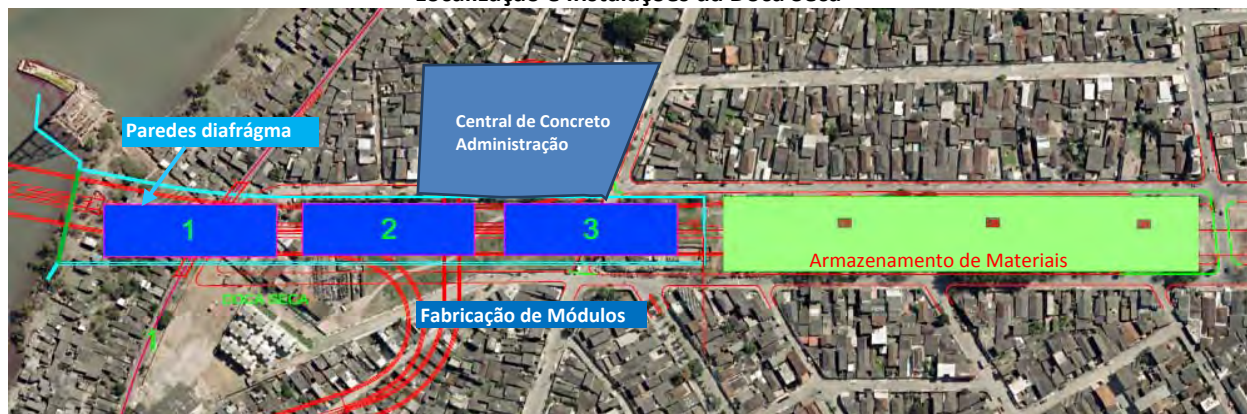 Paredes diafrágma
Central de Concreto
Administração
1
2
3
Armazenamento de Materiais
Fabricação de Módulos